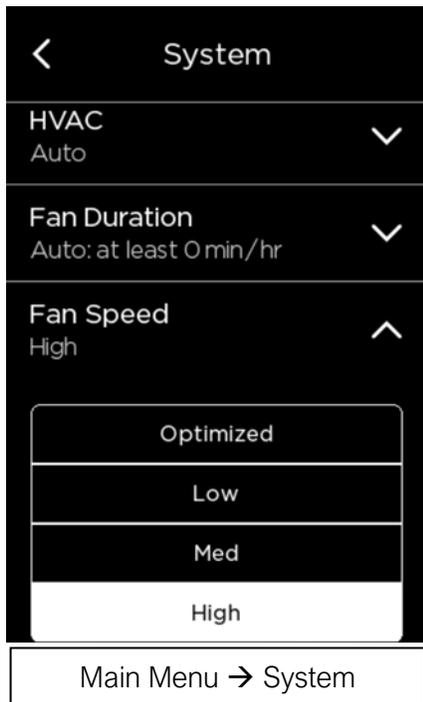 System
HVAC
Auto
Fan Duration
Auto: at least 0 min/hr
Fan Speed
High
Optimized
Low
Med
High
Main Menu → System